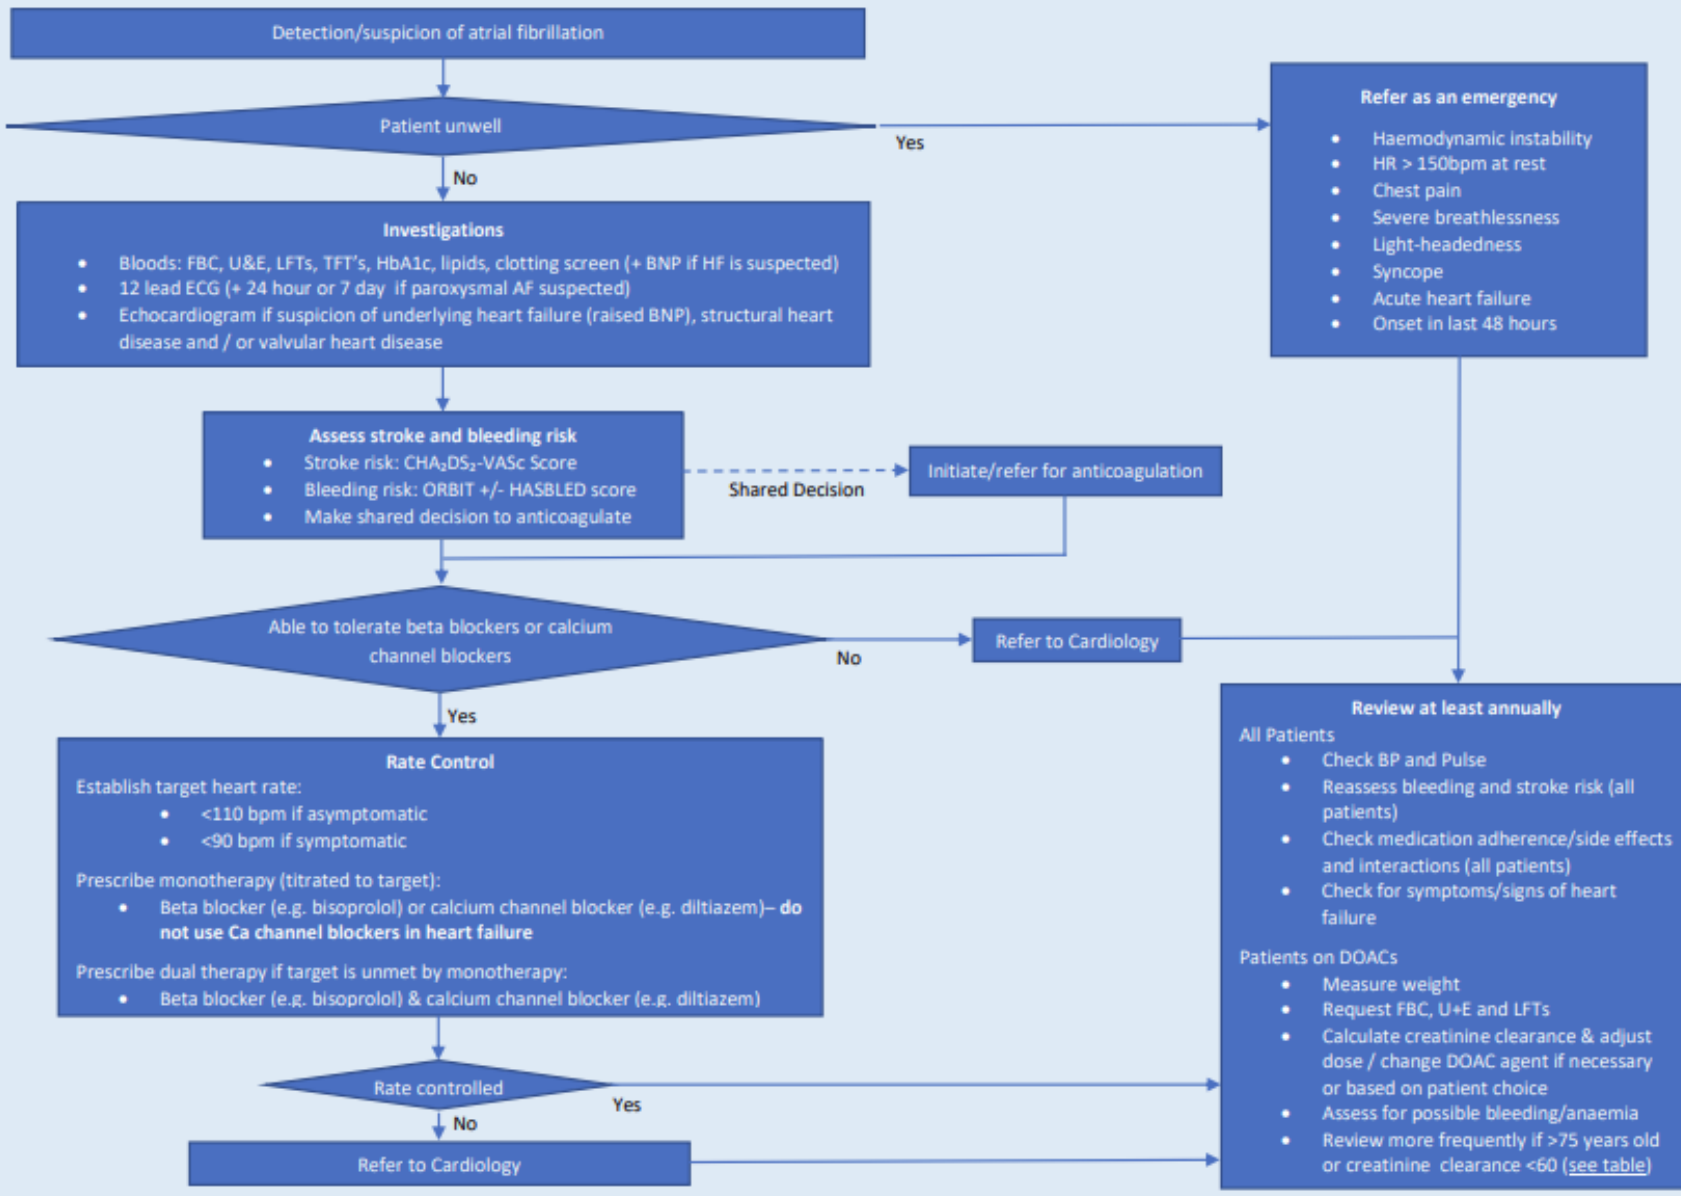 Detection/suspicion of atrial fibrillation
Patient unwell
Yes
No
Refer as an emergency
• Haemodynamic instability
• HR > 150bpm at rest
• Chest pain
• Severe breathlessness
• Light-headedness
• Syncope
• Acute heart failure
• Onset in last 48 hours
Investigations
• Bloods: FBC, U&E, LFTs, TFT's, HbA1c, lipids, clotting screen (+ BNP if HF is suspected)
• 12 lead ECG (+ 24 hour or 7 day if paroxysmal AF suspected)
• Echocardiogram if suspicion of underlying heart failure (raised BNP), structural heart
disease and / or valvular heart disease
Assess stroke and bleeding risk
• Stroke risk: CHA₂DS₂-VASc Score
• Bleeding risk: ORBIT +/- HASBLED score
• Make shared decision to anticoagulate
Shared Decision
Initiate/refer for anticoagulation
Able to tolerate beta blockers or calcium
channel blockers
No
Refer to Cardiology
Yes
Rate Control
Establish target heart rate:
• <110 bpm if asymptomatic
• <90 bpm if symptomatic
Prescribe monotherapy (titrated to target):
• Beta blocker (e.g. bisoprolol) or calcium channel blocker (e.g. diltiazem)– do
not use Ca channel blockers in heart failure
Prescribe dual therapy if target is unmet by monotherapy:
• Beta blocker (e.g. bisoprolol) & calcium channel blocker (e.g. diltiazem)
Rate controlled
Yes
No
Refer to Cardiology
Review at least annually
All Patients
• Check BP and Pulse
• Reassess bleeding and stroke risk (all
patients)
• Check medication adherence/side effects
and interactions (all patients)
• Check for symptoms/signs of heart
failure
Patients on DOACs
• Measure weight
• Request FBC, U+E and LFTs
• Calculate creatinine clearance & adjust
dose / change DOAC agent if necessary
or based on patient choice
• Assess for possible bleeding/anaemia
• Review more frequently if >75 years old
or creatinine clearance <60 (see table)